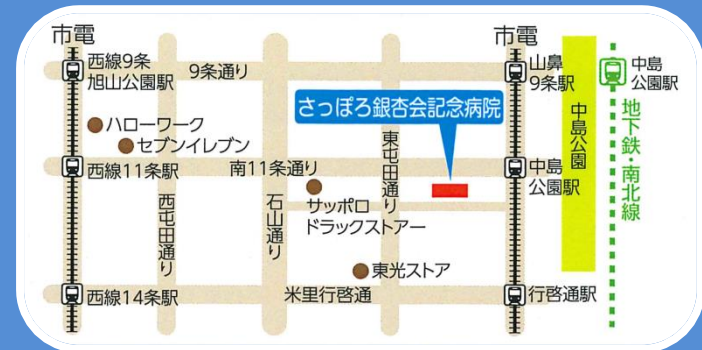 市電
市電
西線9条
旭山公園駅
9条通り
山鼻
9条駅
中島
公園駅
さっぽろ銀杏会記念病院
ハローワーク
セブンイレブン
中島公園
地下鉄・南北線
西線11条駅
南11条通り
東屯田通り
中島
公園駅
西屯田通り
石山通り
サッポロ
ドラックストアー
東光ストア
西線14条駅
米里行啓通
行啓通駅